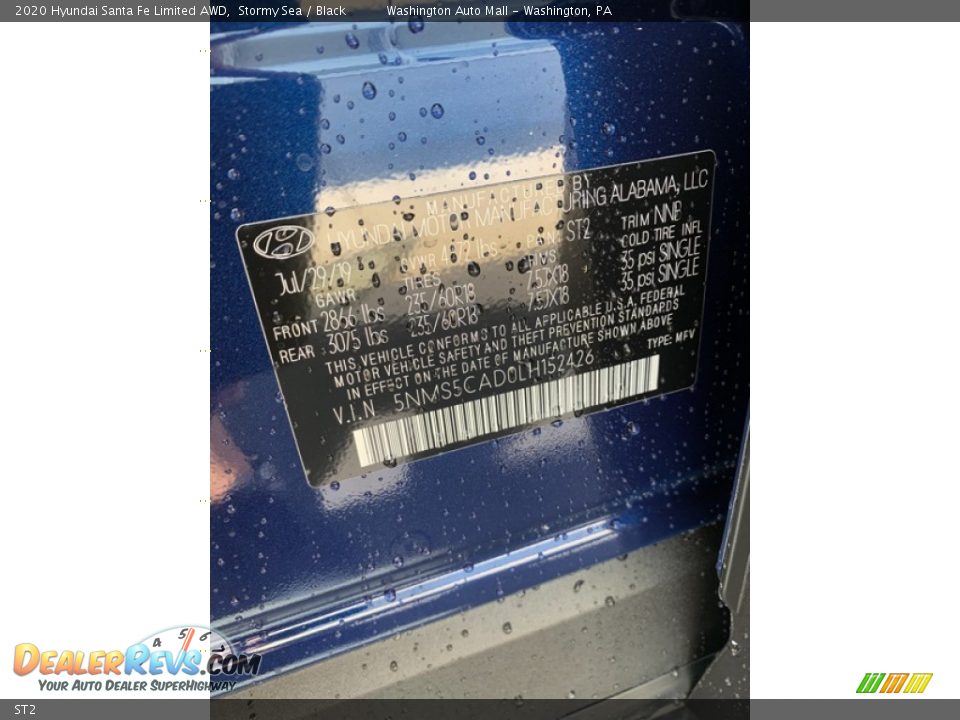 2020 Hyundai Santa Fe Limited AWD, Stormy Sea / Black Washington Auto Mall - Washington, PA
MANUFACTURED BY
HYUNDAI MOTOR MANUFACTURING ALABAMA, LLC
Jul/29/19 GVWR 4872 lbs PAINT ST2 TRIM NNB
GAWR TIRES RIMS COLD TIRE INFL
FRONT 2866 lbs 235/60R18 7.5JX18 35 psi SINGLE
REAR 3075 lbs 235/60R18 7.5JX18 35 psi SINGLE
THIS VEHICLE CONFORMS TO ALL APPLICABLE U.S.A. FEDERAL
MOTOR VEHICLE SAFETY AND THEFT PREVENTION STANDARDS
IN EFFECT ON THE DATE OF MANUFACTURE SHOWN ABOVE
V.I.N 5NMS5CAD0LH152426 TYPE: MPV
4 5 6
DEALERREVS.COM
YOUR AUTO DEALER SUPERHIGHWAY
ST2